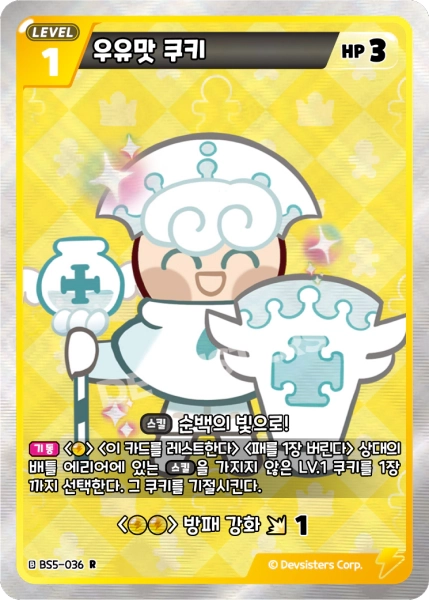 LEVEL
1
우유맛 쿠키
HP 3
스킬 순백의 빛으로!
기동 < > <이 카드를 레스트한다> <패를 1장 버린다> 상대의
배틀 에리어에 있는 스킬 을 가지지 않은 LV.1 쿠키를 1장
까지 선택한다. 그 쿠키를 기절시킨다.
< > 방패 강화 1
B BS5-036 R
© Devsisters Corp.